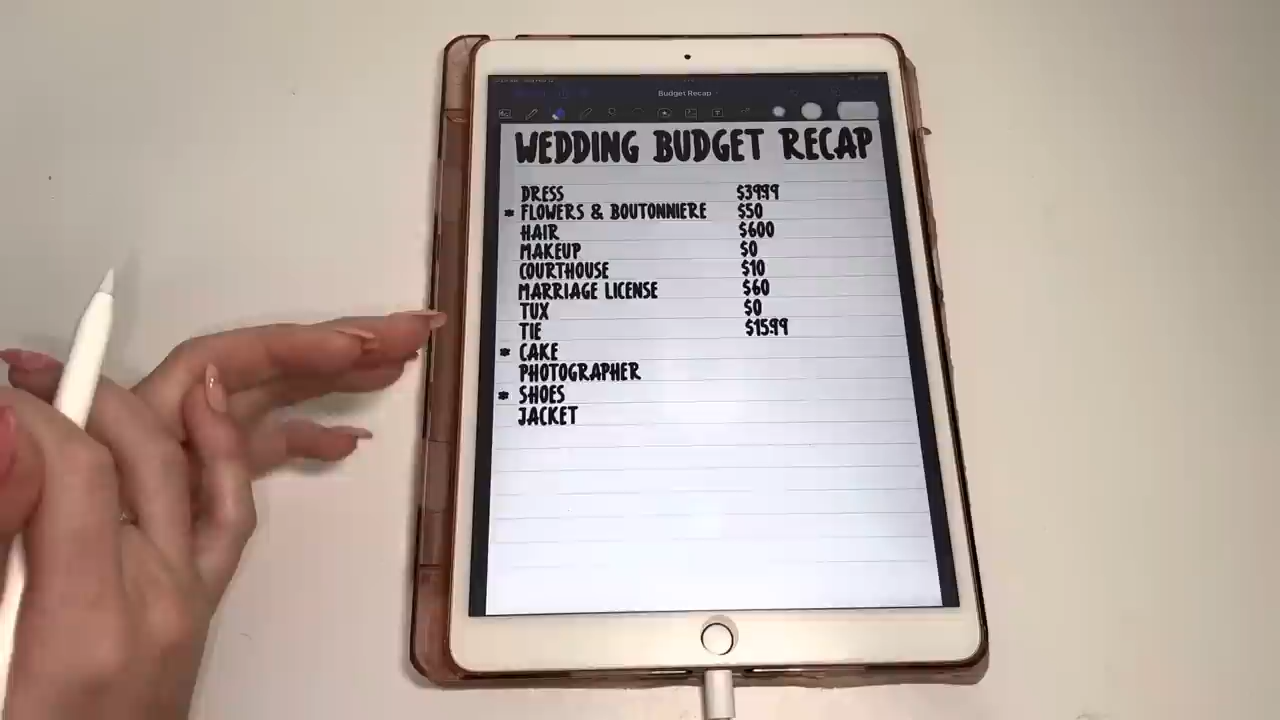 Budget Recap
WEDDING BUDGET RECAP
DRESS $39.99
* FLOWERS & BOUTONNIERE $50
HAIR $600
MAKEUP $0
COURTHOUSE $10
MARRIAGE LICENSE $60
TUX $0
TIE $15.99
* CAKE
PHOTOGRAPHER
* SHOES
JACKET